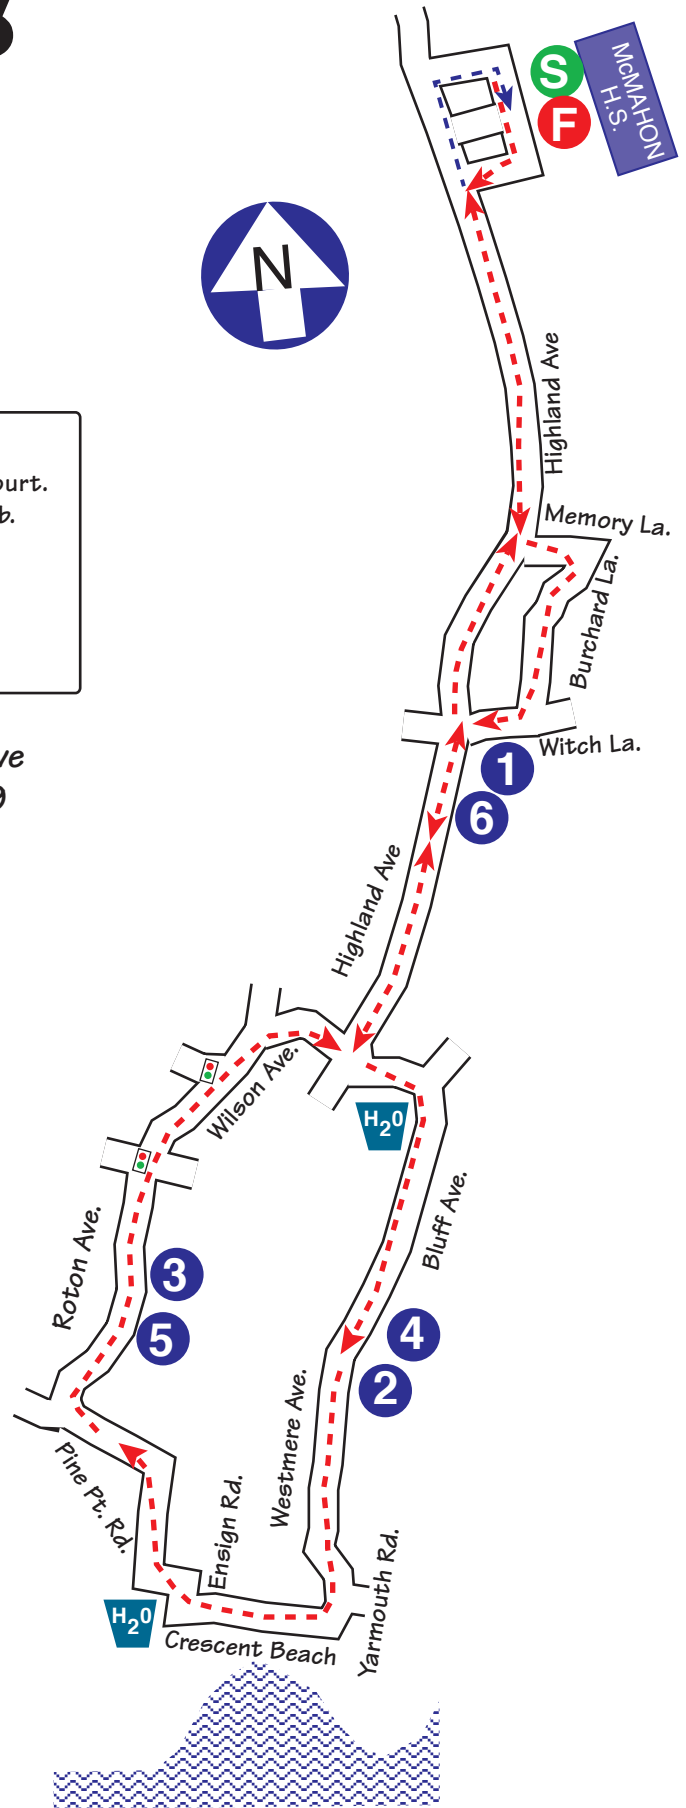 S
F
McMAHON
H.S.
N
Highland Ave
ourt.
b.
Memory La.
Burchard La.
Witch La.
ve
9
1
6
Highland Ave
Wilson Ave.
H20
Bluff Ave.
Roton Ave.
3
5
4
2
Westmere Ave.
Pine Pt. Rd.
Ensign Rd.
Yarmouth Rd.
H20
Crescent Beach